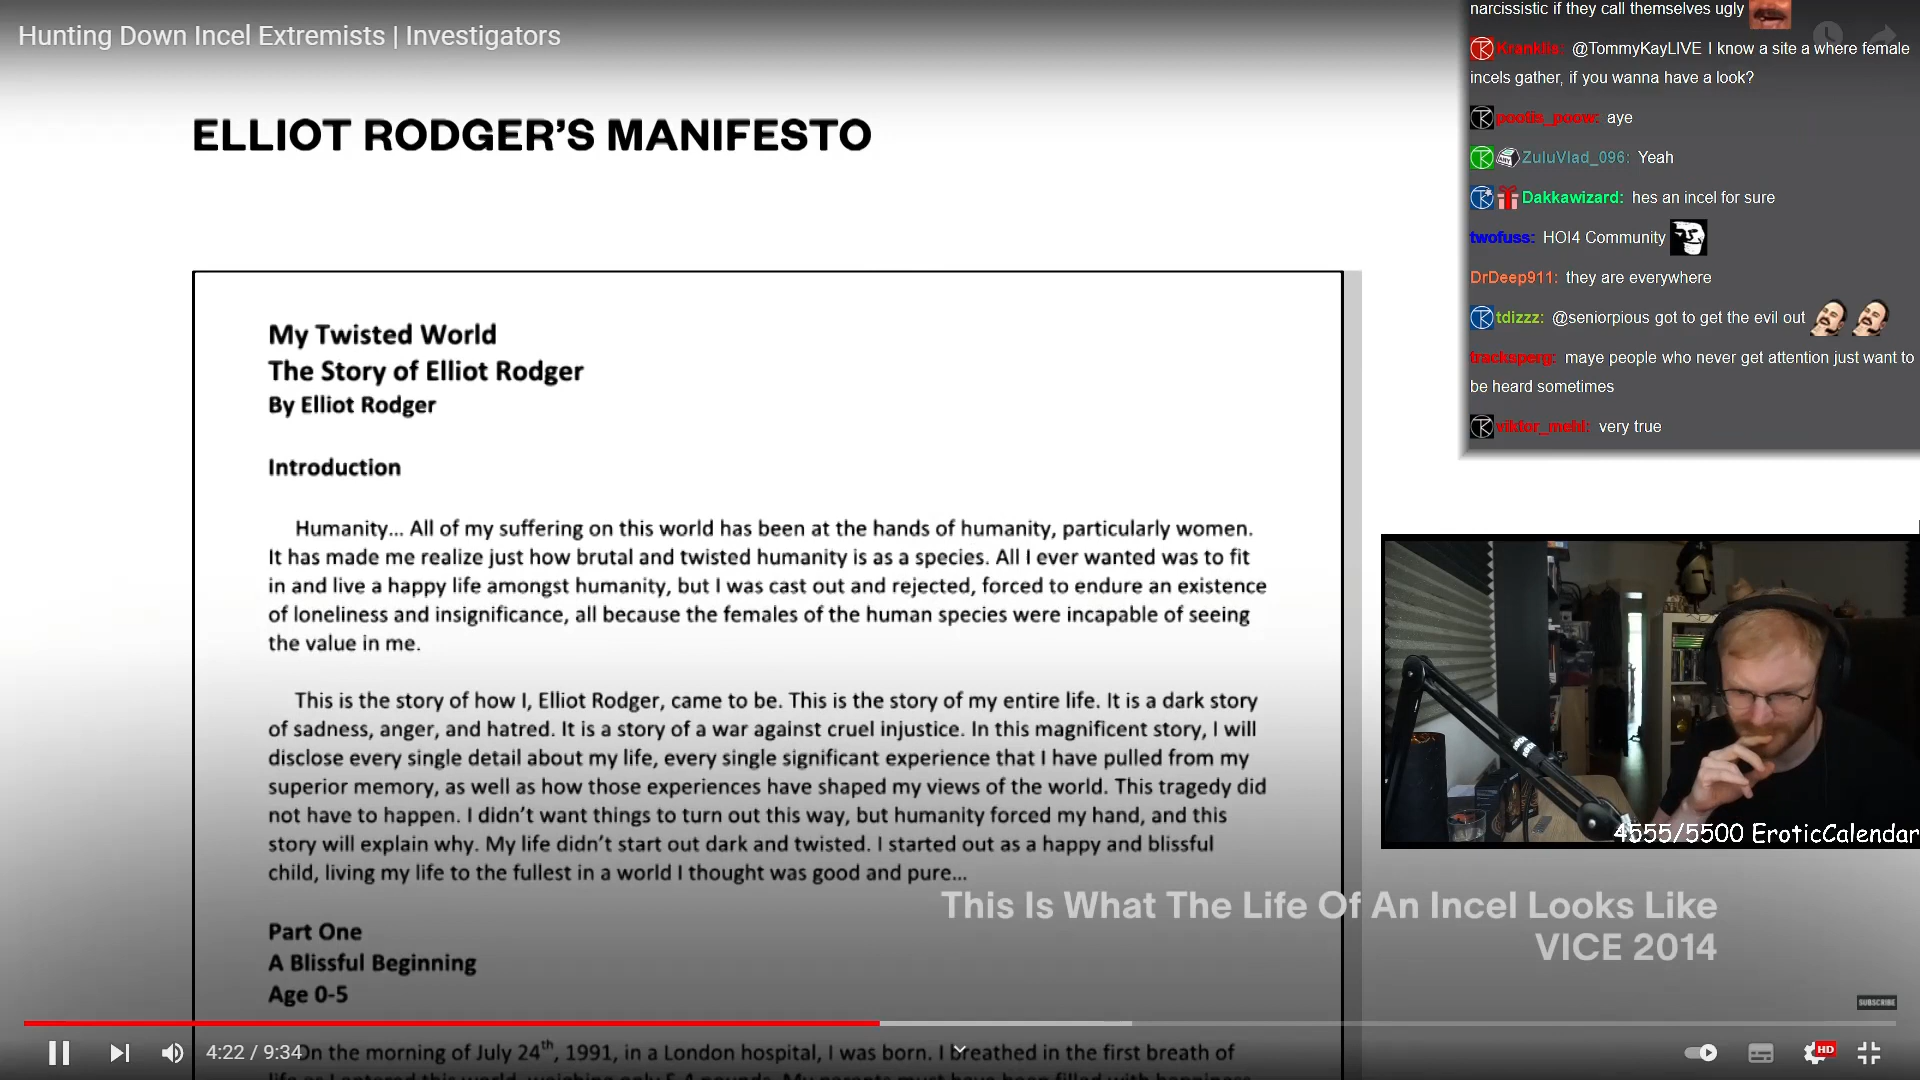 Hunting Down Incel Extremists | Investigators
ELLIOT RODGER'S MANIFESTO
My Twisted World
The Story of Elliot Rodger
By Elliot Rodger
Introduction
Humanity... All of my suffering on this world has been at the hands of humanity, particularly women.
It has made me realize just how brutal and twisted humanity is as a species. All I ever wanted was to fit
in and live a happy life amongst humanity, but I was cast out and rejected, forced to endure an existence
of loneliness and insignificance, all because the females of the human species were incapable of seeing
the value in me.
This is the story of how I, Elliot Rodger, came to be. This is the story of my entire life. It is a dark story
of sadness, anger, and hatred. It is a story of a war against cruel injustice. In this magnificent story, I will
disclose every single detail about my life, every single significant experience that I have pulled from my
superior memory, as well as how those experiences have shaped my views of the world. This tragedy did
not have to happen. I didn't want things to turn out this way, but humanity forced my hand, and this
story will explain why. My life didn't start out dark and twisted. I started out as a happy and blissful
child, living my life to the fullest in a world I thought was good and pure...
Part One
A Blissful Beginning
Age 0-5
On the morning of July 24th, 1991, in a London hospital, I was born. I breathed in the first breath of
This Is What The Life Of An Incel Looks Like
VICE 2014
SUBSCRIBE
4:22 / 9:34
HD
narcissistic if they call themselves ugly
Kranklis: @TommyKayLIVE I know a site a where female
incels gather, if you wanna have a look?
pootis_poow: aye
ZuluVlad_096: Yeah
Dakkawizard: hes an incel for sure
twofuss: HOI4 Community
DrDeep911: they are everywhere
tdizzz: @seniorpious got to get the evil out
tracksperg: maye people who never get attention just want to
be heard sometimes
viktor_mehl: very true
4555/5500 EroticCalendar